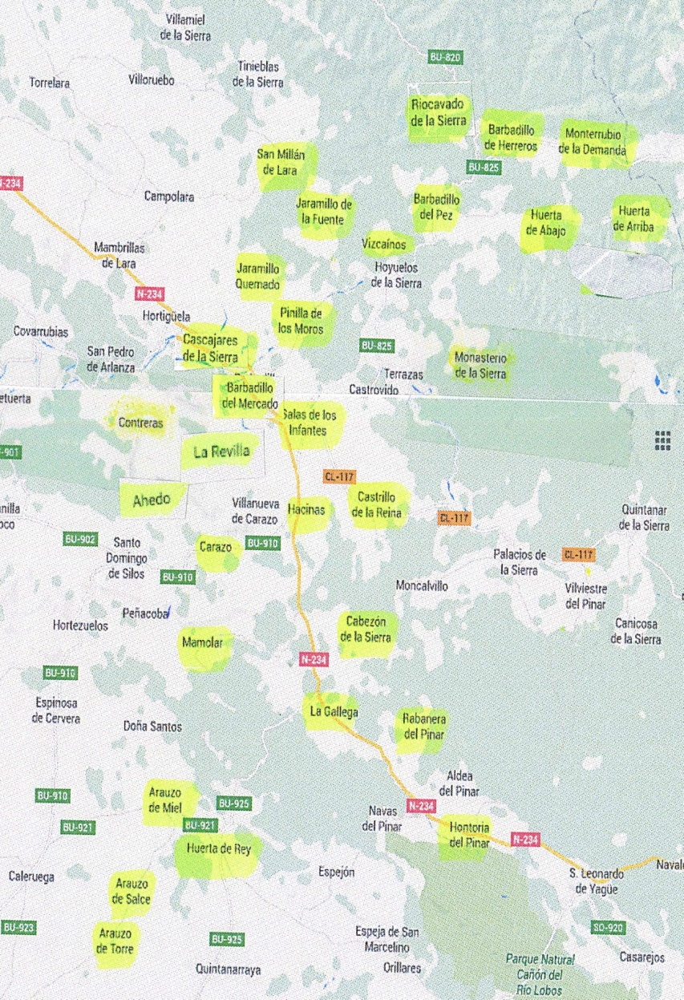 Villamiel
de la Sierra
BU-820
Tinieblas
de la Sierra
Torrelara
Villoruebo
Riocavado
de la Sierra
Barbadillo
de Herreros
Monterrubio
de la Demanda
San Millán
de Lara
BU-825
N-234
Campolara
Jaramillo de
la Fuente
Barbadillo
del Pez
Huerta
de Abajo
Huerta
de Arriba
Vizcaínos
Mambrillas
de Lara
Jaramillo
Quemado
Hoyuelos
de la Sierra
N-234
Hortigüela
Pinilla de
los Moros
Covarrubias
Cascajares
de la Sierra
BU-825
San Pedro
de Arlanza
Monasterio
de la Sierra
Terrazas
Castrovido
Barbadillo
del Mercado
etuerta
Contreras
Salas de los
Infantes
La Revilla
BU-901
CL-117
Ahedo
Villanueva
de Carazo
Hacinas
Castrillo
de la Reina
CL-117
Quintanar
de la Sierra
nilla
oco
BU-902
Santo
Domingo
de Silos
Carazo
BU-910
BU-910
Palacios de
la Sierra
CL-117
Moncalvillo
Vilviestre
del Pinar
Peñacoba
Hortezuelos
Cabezón
de la Sierra
Canicosa
de la Sierra
Mamolar
N-234
BU-910
Espinosa
de Cervera
La Gallega
Doña Santos
Rabanera
del Pinar
Aldea
del Pinar
BU-910
Arauzo
de Miel
BU-925
N-234
Navas
del Pinar
BU-921
BU-921
Hontoria
del Pinar
N-234
Huerta de Rey
Caleruega
Espejón
S. Leonardo
de Yagüe
Naval
Arauzo
de Salce
BU-923
Arauzo
de Torre
BU-925
Espeja de San
Marcelino
SO-920
Quintanarraya
Orillares
Parque Natural
Cañón del
Río Lobos
Casarejos